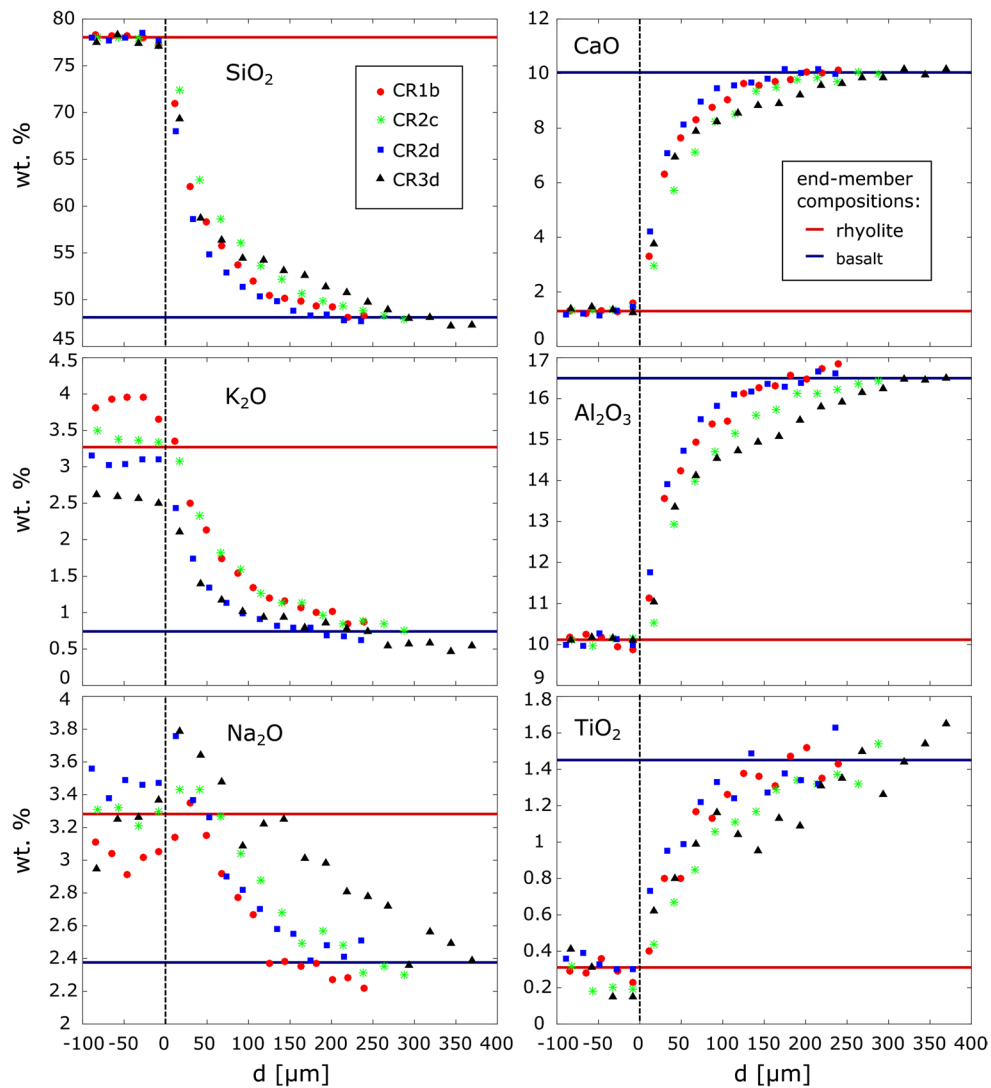 80
75
70
65
60
55
50
45
wt. %
SiO₂
CR1b
CR2c
CR2d
CR3d
12
10
8
6
4
2
0
CaO
end-member
compositions:
rhyolite
basalt
4.5
4
3.5
3
2.5
2
1.5
1
0.5
0
wt. %
K₂O
17
16
15
14
13
12
11
10
9
Al₂O₃
4
3.8
3.6
3.4
3.2
3
2.8
2.6
2.4
2.2
2
wt. %
Na₂O
-100 -50 0 50 100 150 200 250 300 350 400
d [µm]
1.8
1.6
1.4
1.2
1
0.8
0.6
0.4
0.2
0
TiO₂
-100 -50 0 50 100 150 200 250 300 350 400
d [µm]